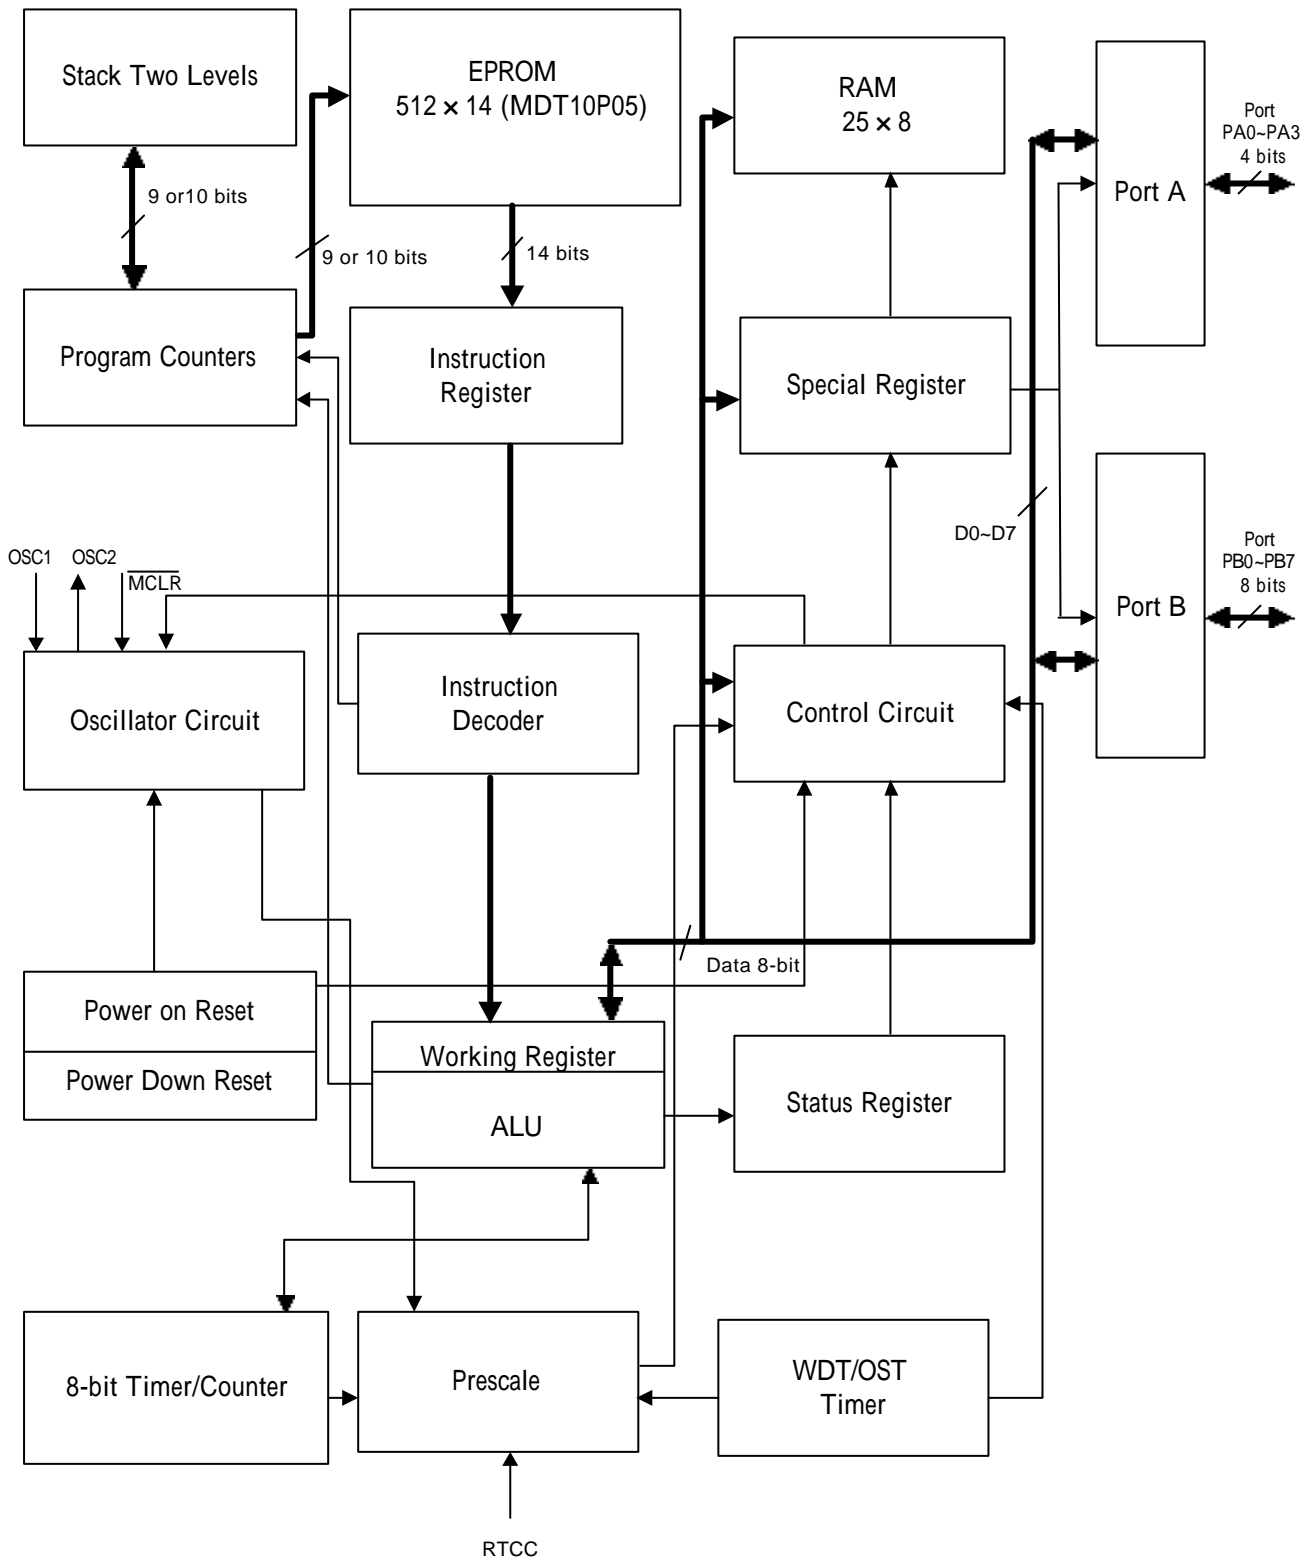 Stack Two Levels
EPROM
512 × 14 (MDT10P05)
RAM
25 × 8
Port
PA0~PA3
4 bits
Port A
9 or10 bits
9 or 10 bits
14 bits
Program Counters
Instruction
Register
Special Register
D0~D7
Port
PB0~PB7
8 bits
Port B
OSC1
OSC2
MCLR
Oscillator Circuit
Instruction
Decoder
Control Circuit
Data 8-bit
Power on Reset
Power Down Reset
Working Register
ALU
Status Register
8-bit Timer/Counter
Prescale
WDT/OST
Timer
RTCC